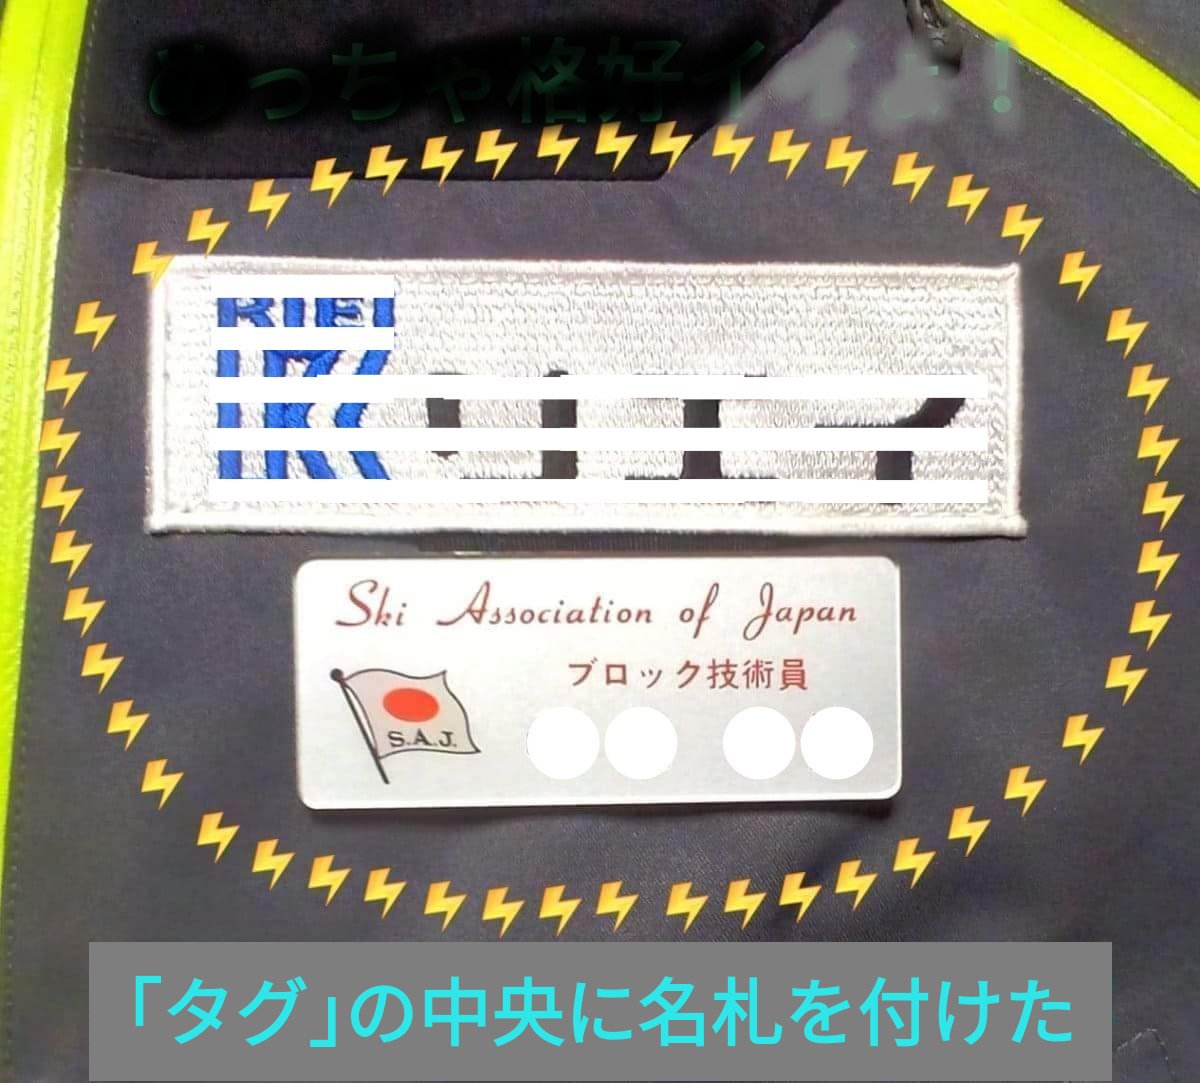 めっちゃ格好イイよ！
Ski Association of Japan
ブロック技術員
S.A.J.
「タグ」の中央に名札を付けた